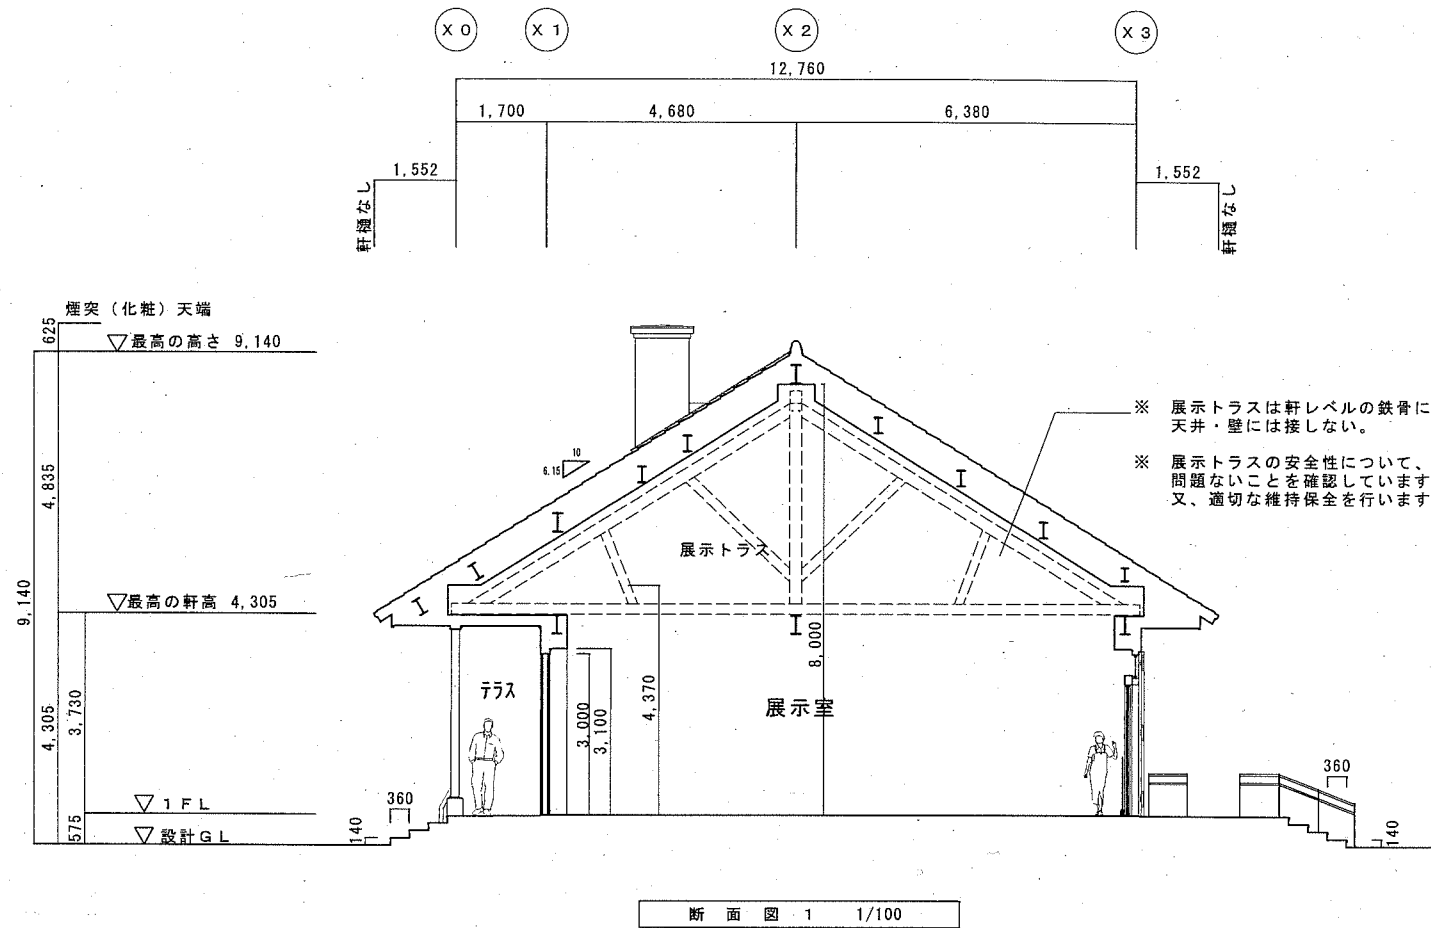 X0
X1
X2
X3
12,760
1,700
4,680
6,380
1,552
1,552
軒樋なし
軒樋なし
煙突（化粧）天端
625
▽最高の高さ 9,140
※ 展示トラスは軒レベルの鉄骨に
天井・壁には接しない。
10
6.15
※ 展示トラスの安全性について、
問題ないことを確認しています
又、適切な維持保全を行います
4,835
展示トラス
9,140
▽最高の軒高 4,305
8,000
テラス
4,305
3,730
3,000
3,100
4,370
展示室
360
▽ 1FL
360
575
▽ 設計GL
140
140
断面図 1 1/100